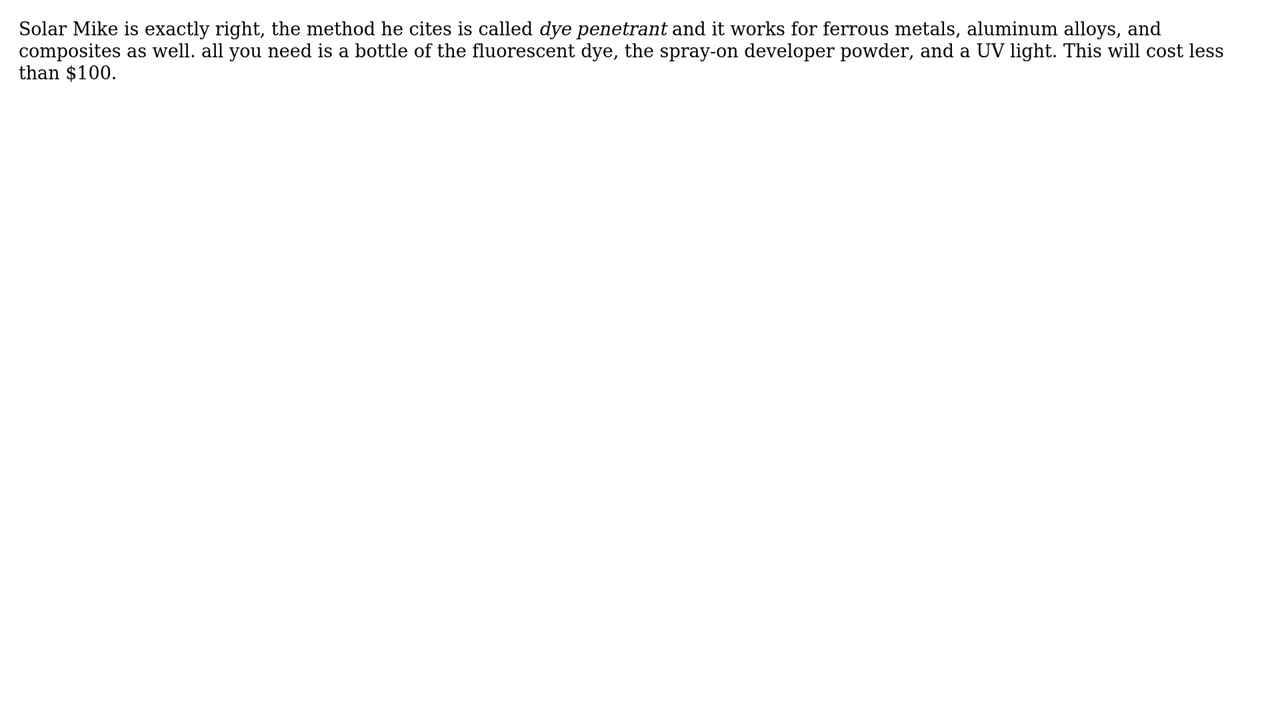 Solar Mike is exactly right, the method he cites is called dye penetrant and it works for ferrous metals, aluminum alloys, and
composites as well. all you need is a bottle of the fluorescent dye, the spray-on developer powder, and a UV light. This will cost less
than $100.